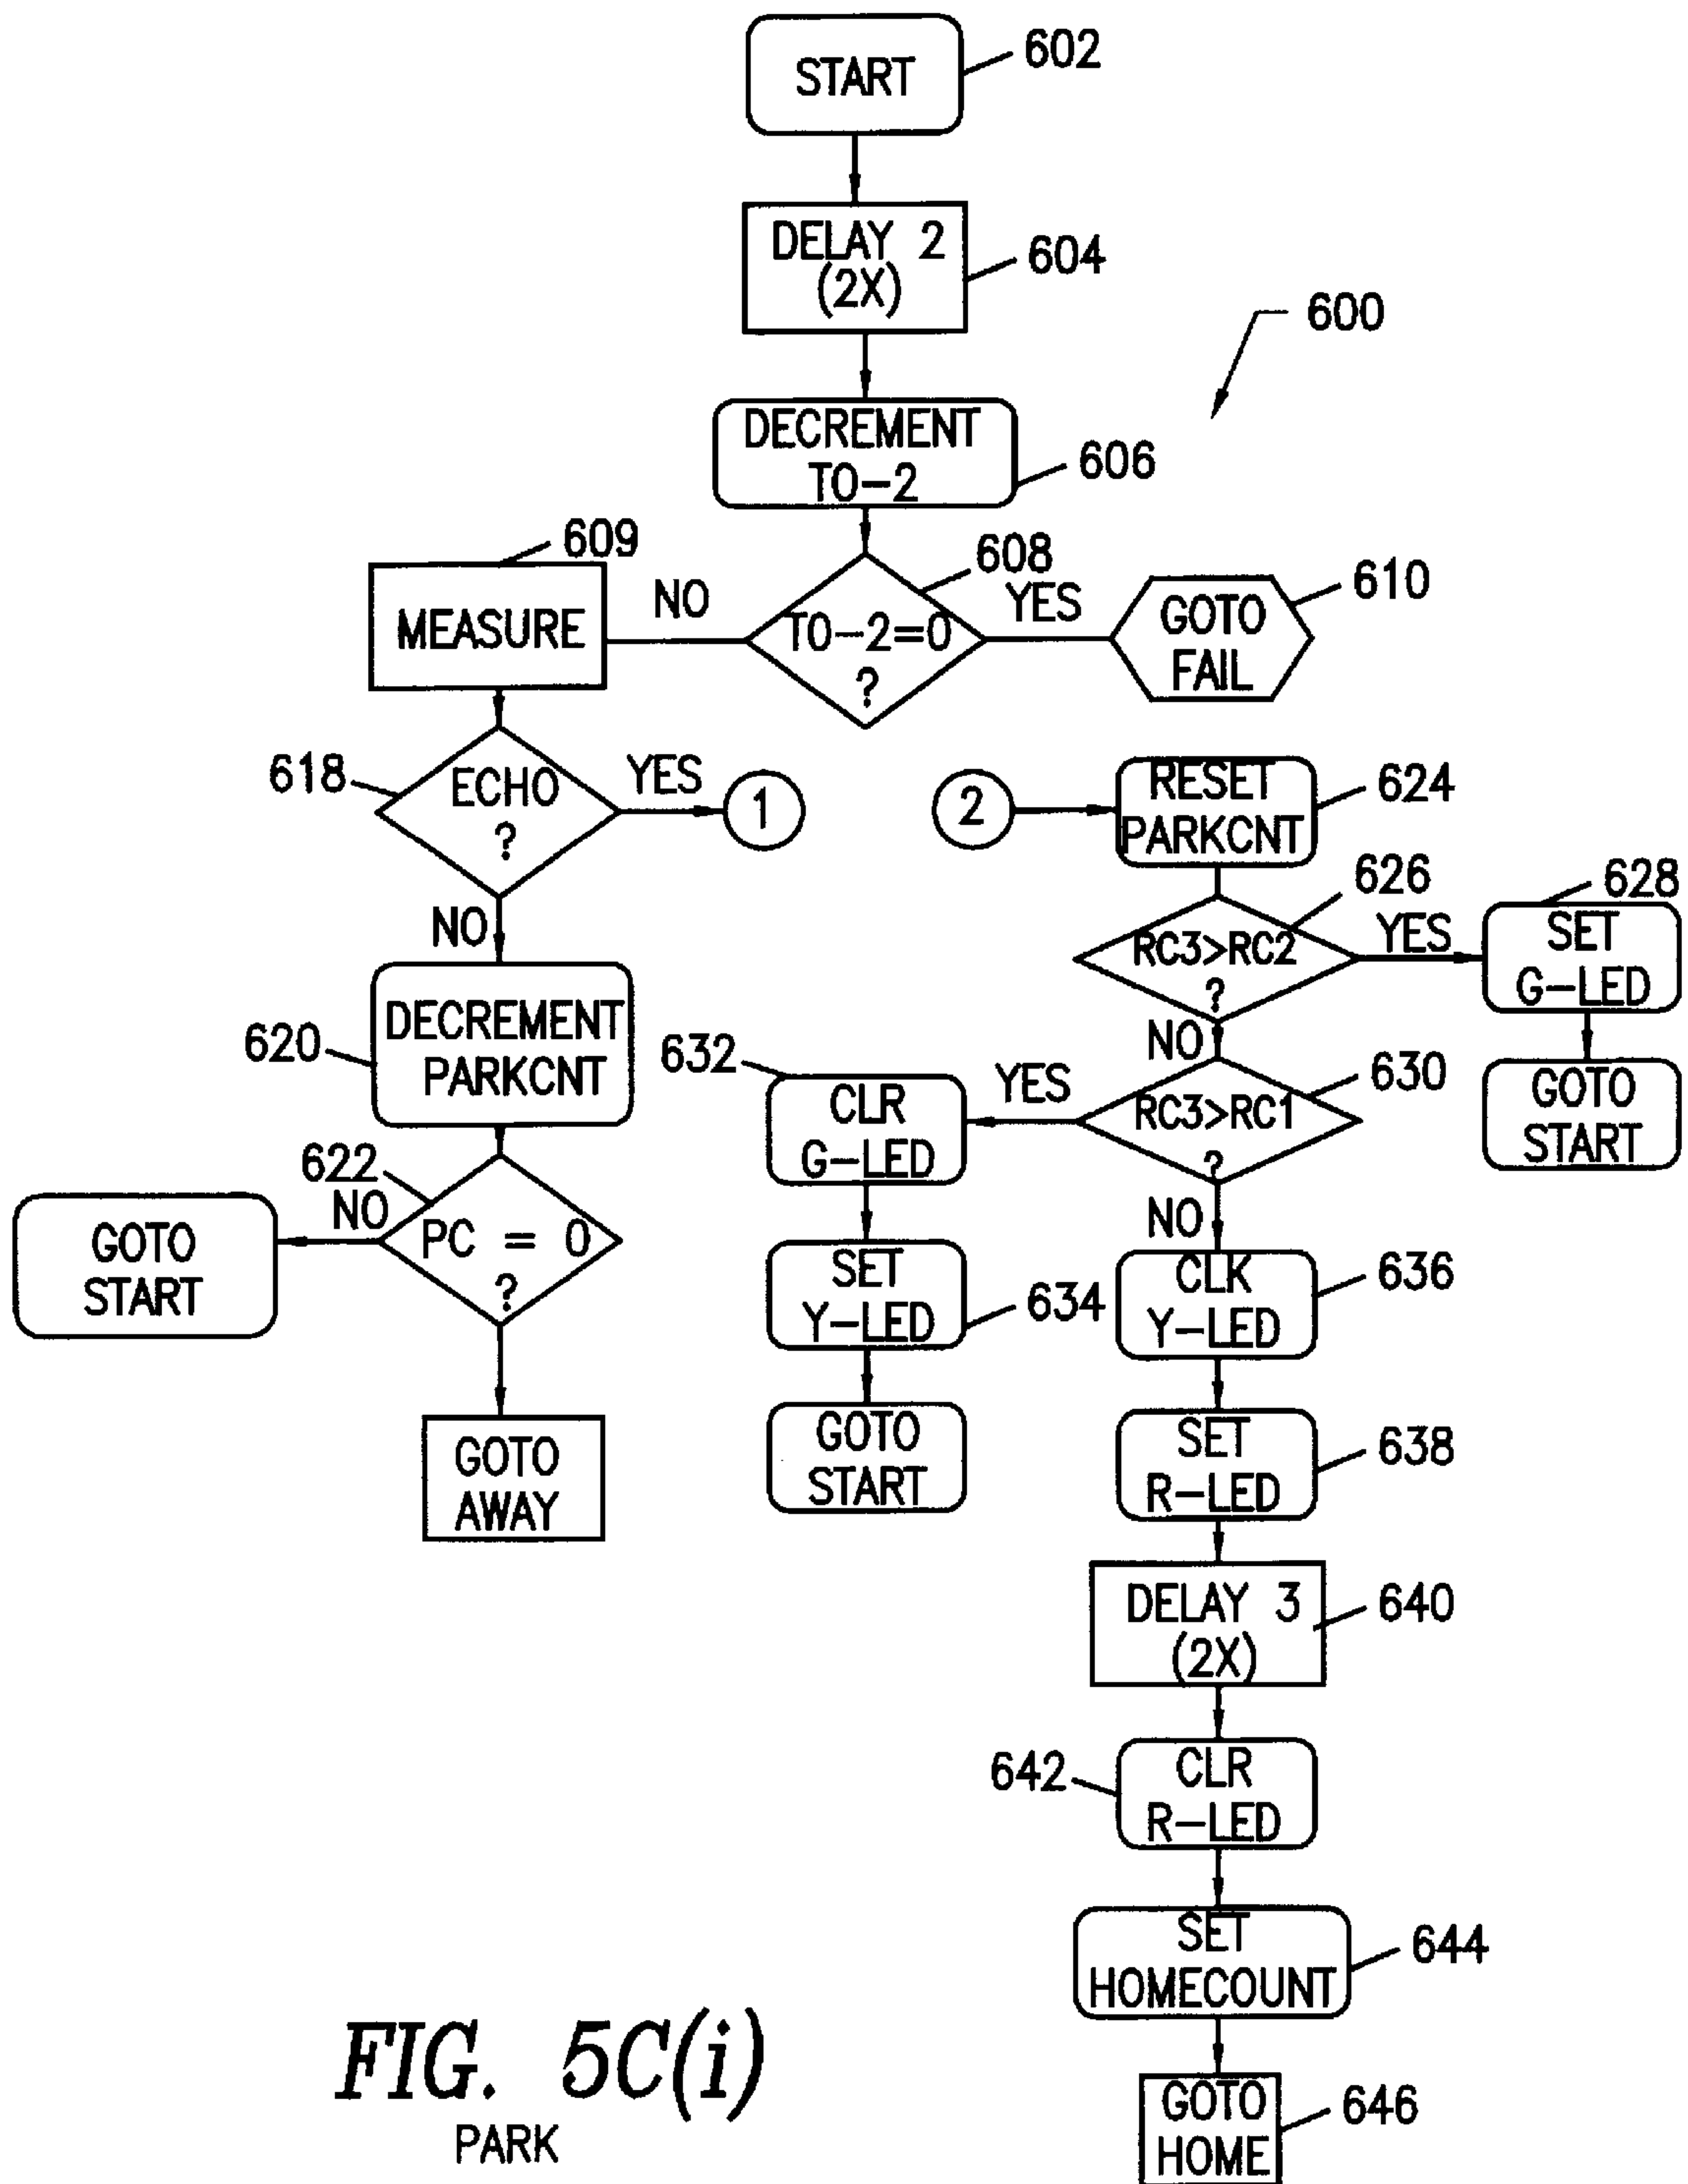 START
602
DELAY 2
(2X)
604
600
DECREMENT
TO-2
606
609
MEASURE
NO
608
TO-2=0
?
YES
610
GOTO
FAIL
618
ECHO
?
YES
1
2
RESET
PARKCNT
624
NO
626
RC3>RC2
?
YES
628
SET
G-LED
620
DECREMENT
PARKCNT
NO
632
CLR
G-LED
YES
RC3>RC1
?
630
GOTO
START
622
NO
PC = 0
?
GOTO
START
NO
SET
Y-LED
634
CLK
Y-LED
636
GOTO
AWAY
GOTO
START
SET
R-LED
638
DELAY 3
(2X)
640
642
CLR
R-LED
SET
HOMECOUNT
644
GOTO
HOME
646
FIG. 5C(i)
PARK